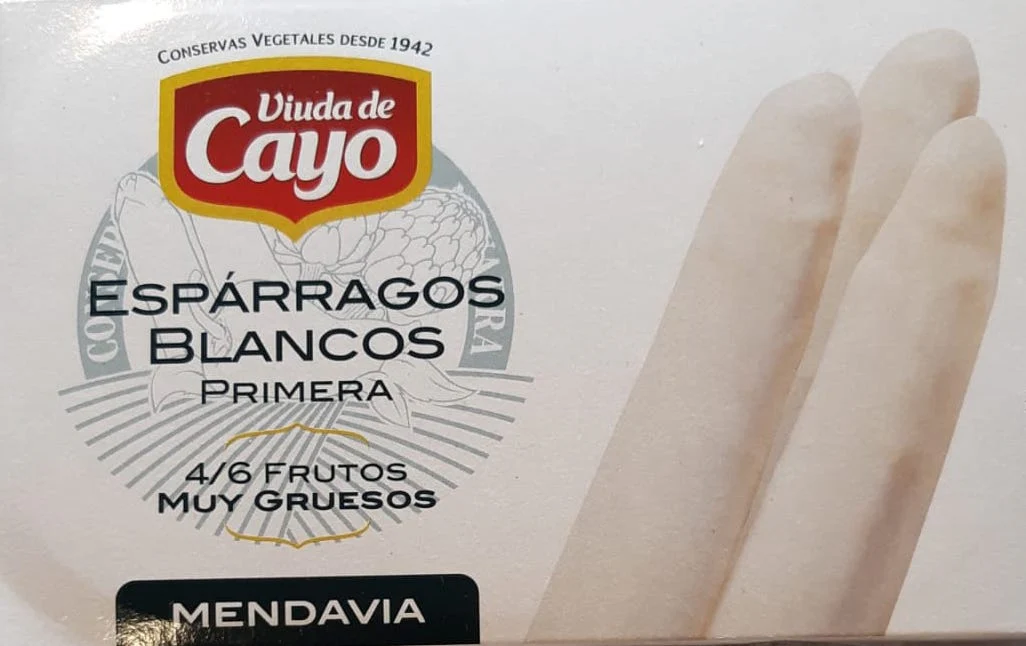 CONSERVAS VEGETALES DESDE 1942
Viuda de
Cayo
ESPÁRRAGOS
BLANCOS
PRIMERA
4/6 FRUTOS
MUY GRUESOS
MENDAVIA